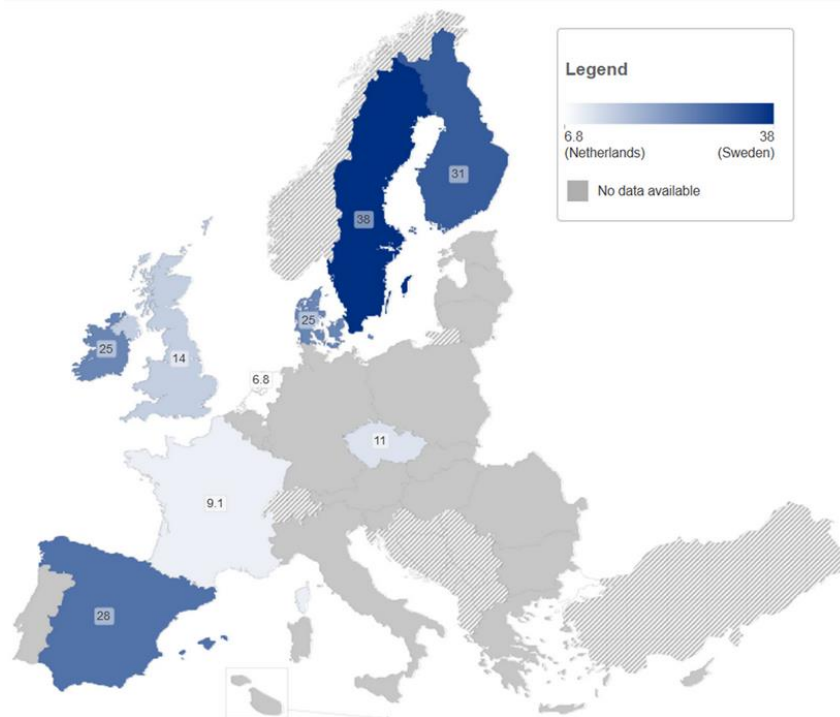 Legend
6.8
(Netherlands)
38
(Sweden)
No data available
31
38
25
25
14
6.8
11
9.1
28